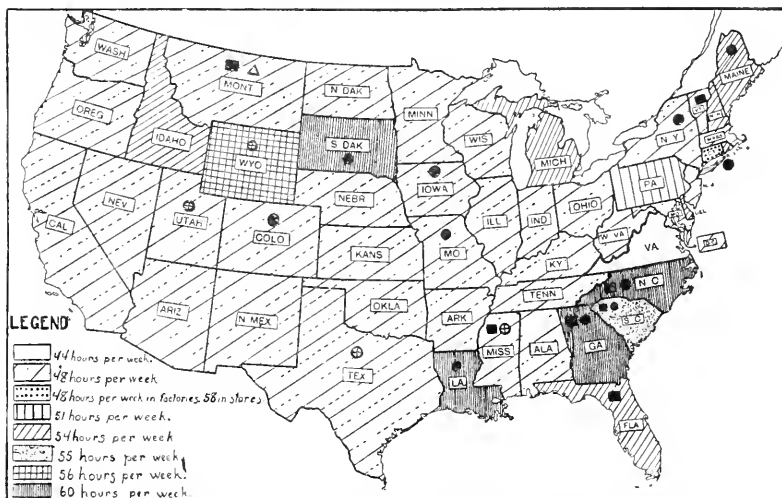 WASH
MONT
N DAK
MINN
MAINE
OREG
IDAHO
WYO
S DAK
WIS
MICH
N Y
NEV
UTAH
COLO
NEBR
IOWA
ILL
IND
OHIO
PA
CAL
KANS
MO
KY
W VA
VA
ARIZ
N MEX
OKLA
ARK
TENN
N C
S C
TEX
LA
MISS
ALA
GA
FLA
LEGEND
44 hours per week.
48 hours per week
48 hours per week in factories. 58 in stores
51 hours per week.
54 hours per week
55 hours per week
56 hours per week
60 hours per week.